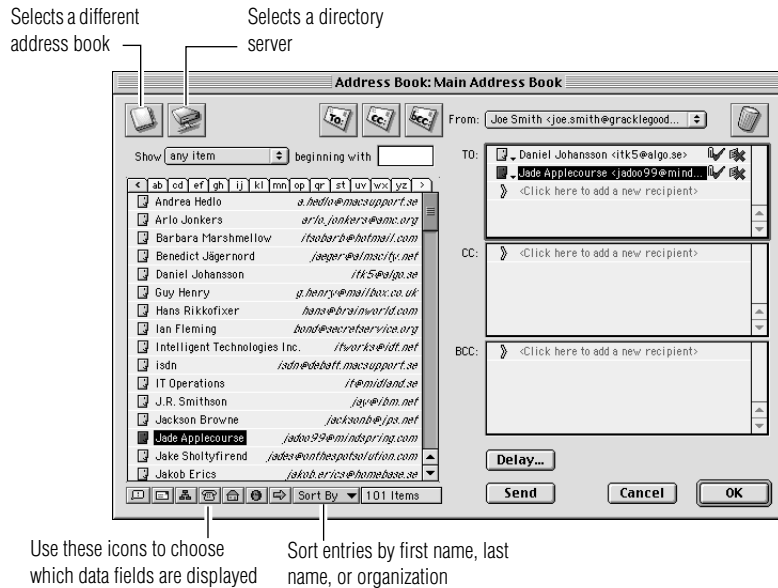 Selects a different
address book
Selects a directory
server
Address Book: Main Address Book
To:
cc:
bcc:
From: Joe Smith <joe.smith@gracklegood...
Show any item beginning with
< ab cd ef gh ij kl mn op qr st uv wx yz >
Andrea Hedlo a.hedlo@macsupport.se
Arlo Jonkers arlo.jonkers@amc.org
Barbara Marshmellow itsobarb@hotmail.com
Benedict Jägernord jaeger@almscity.net
Daniel Johansson itk5@algo.se
Guy Henry g.henry@mailbox.co.uk
Hans Rikkofixer hans@brainworld.com
Ian Fleming bond@secretservice.org
Intelligent Technologies Inc. itworks@idt.net
isdn isdn@debatt.macsupport.se
IT Operations it@midland.se
J.R. Smithson jay@ibm.net
Jackson Browne jacksonb@jps.net
Jade Applecourse jadoo99@mindspring.com
Jake Sholtyfirend jades@onthespotsolution.com
Jakob Erics jakob.erics@homebase.se
Sort By 101 Items
TO: Daniel Johansson <itk5@algo.se>
Jade Applecourse <jadoo99@mind...
<Click here to add a new recipient>
CC: <Click here to add a new recipient>
BCC: <Click here to add a new recipient>
Delay...
Send Cancel OK
Use these icons to choose
which data fields are displayed
Sort entries by first name, last
name, or organization